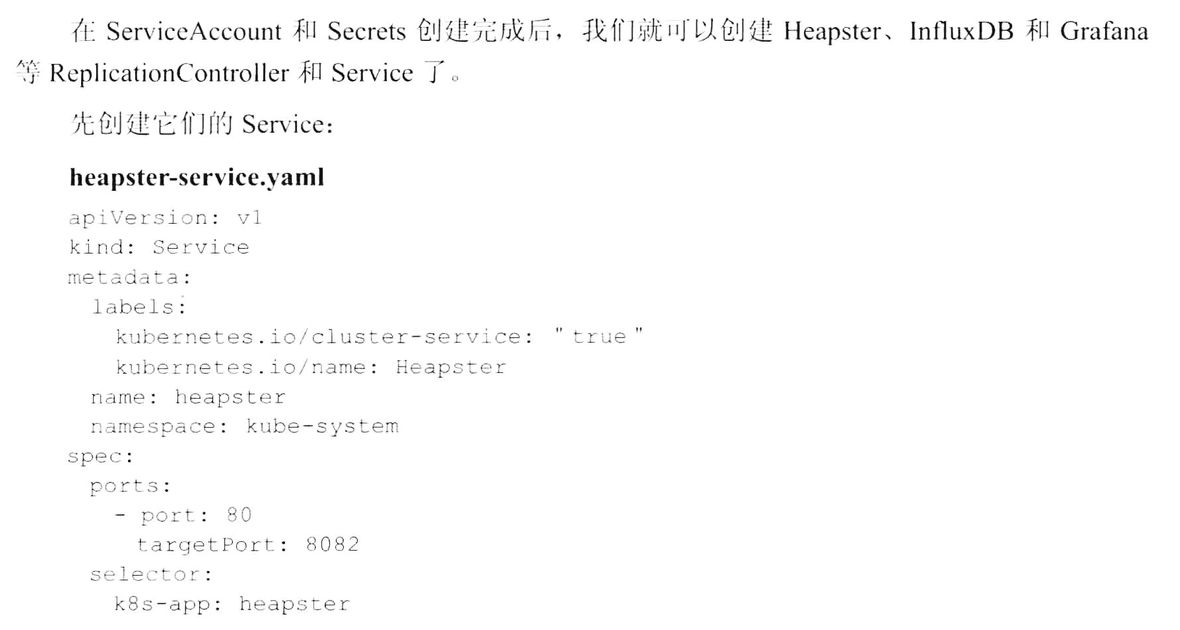 在 ServiceAccount 和 Secrets 创建完成后，我们就可以创建 Heapster、InfluxDB 和 Grafana
等 ReplicationController 和 Service 了。
先创建它们的 Service：
heapster-service.yaml
apiVersion: v1
kind: Service
metadata:
  labels:
    kubernetes.io/cluster-service: "true"
    kubernetes.io/name: Heapster
  name: heapster
  namespace: kube-system
spec:
  ports:
    - port: 80
      targetPort: 8082
  selector:
    k8s-app: heapster